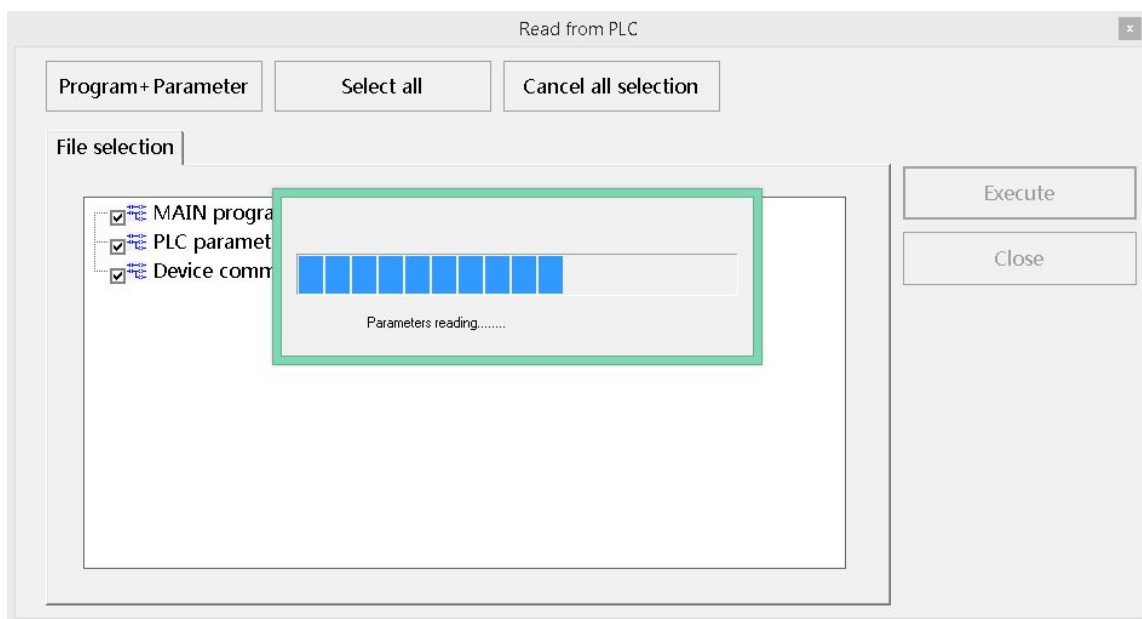 Read from PLC
x
Program+Parameter
Select all
Cancel all selection
File selection
MAIN progra
PLC paramet
Device comm
Parameters reading........
Execute
Close